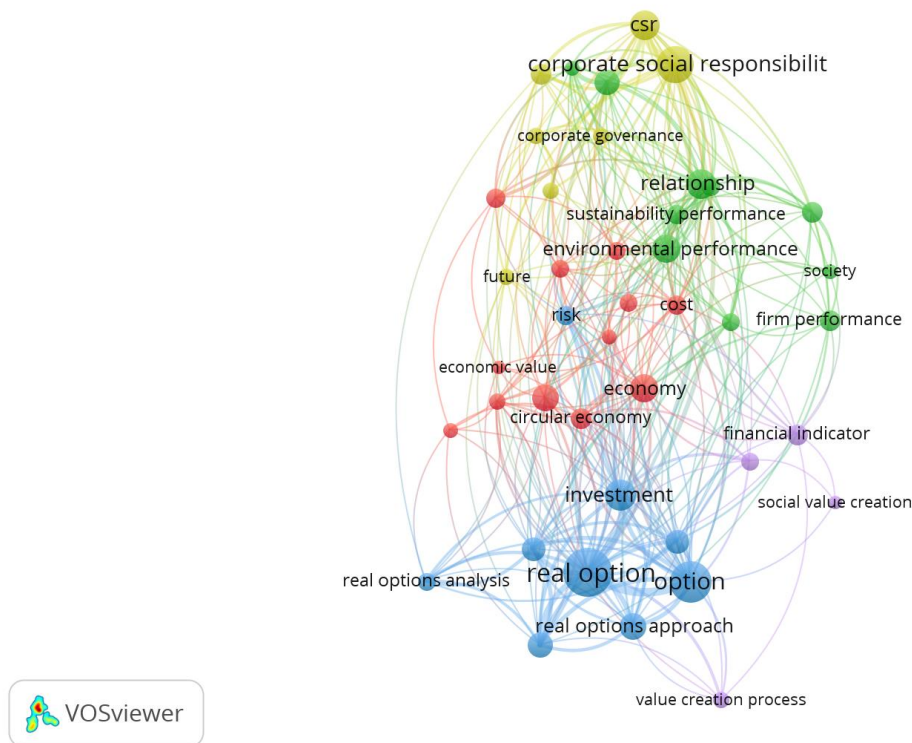 csr
corporate social responsibilit
corporate governance
relationship
sustainability performance
environmental performance
society
future
cost
risk
firm performance
economic value
economy
circular economy
financial indicator
investment
social value creation
real option
real options analysis
option
real options approach
value creation process
VOSviewer